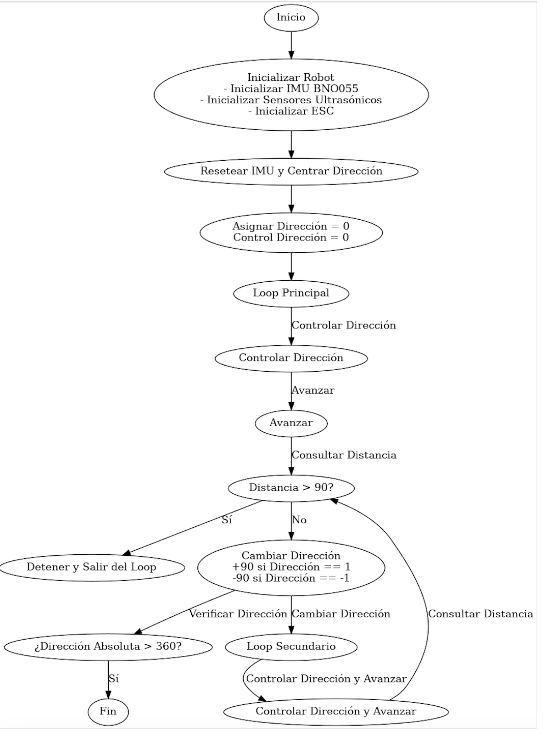 Inicio
Inicializar Robot
- Inicializar IMU BNO055
- Inicializar Sensores Ultrasónicos
- Inicializar ESC
Resetear IMU y Centrar Dirección
Asignar Dirección = 0
Control Dirección = 0
Loop Principal
Controlar Dirección
Controlar Dirección
Avanzar
Avanzar
Consultar Distancia
Distancia > 90?
Sí
No
Detener y Salir del Loop
Cambiar Dirección
+90 si Dirección == 1
-90 si Dirección == -1
Verificar Dirección
Cambiar Dirección
Consultar Distancia
¿Dirección Absoluta > 360?
Loop Secundario
Sí
Controlar Dirección y Avanzar
Fin
Controlar Dirección y Avanzar